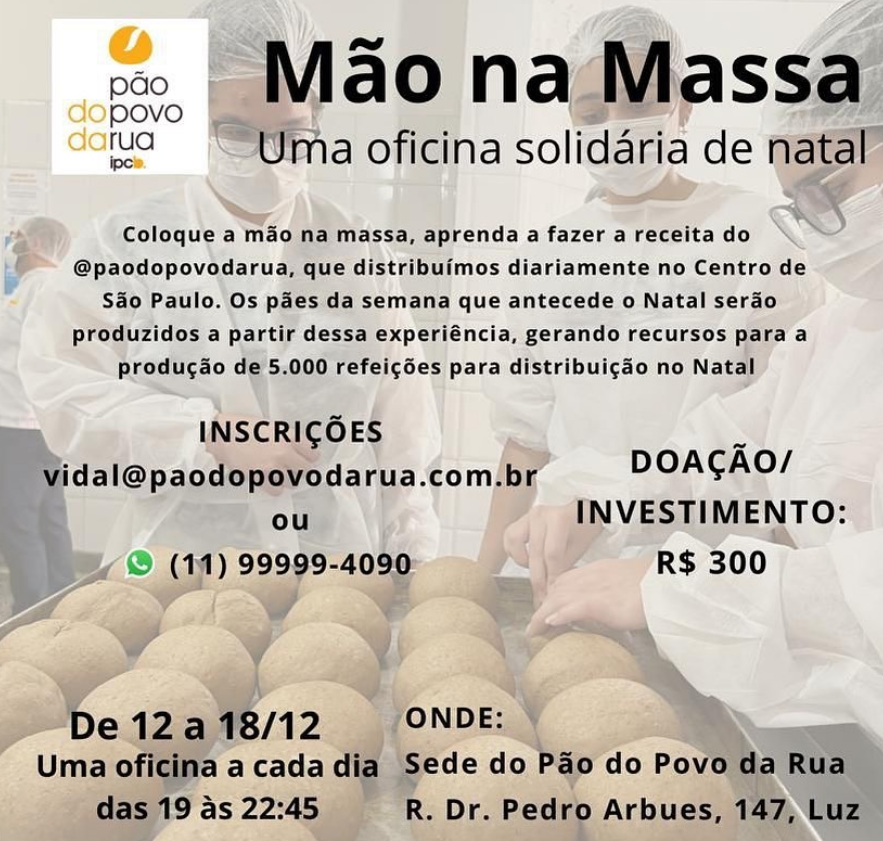 pão
dopovo
darua
ipcb.
Mão na Massa
Uma oficina solidária de natal
Coloque a mão na massa, aprenda a fazer a receita do
@paodopovodarua, que distribuímos diariamente no Centro de
São Paulo. Os pães da semana que antecede o Natal serão
produzidos a partir dessa experiência, gerando recursos para a
produção de 5.000 refeições para distribuição no Natal
INSCRIÇÕES
vidal@paodopovodarua.com.br
ou
(11) 99999-4090
DOAÇÃO/
INVESTIMENTO:
R$ 300
De 12 a 18/12
Uma oficina a cada dia
das 19 às 22:45
ONDE:
Sede do Pão do Povo da Rua
R. Dr. Pedro Arbues, 147, Luz